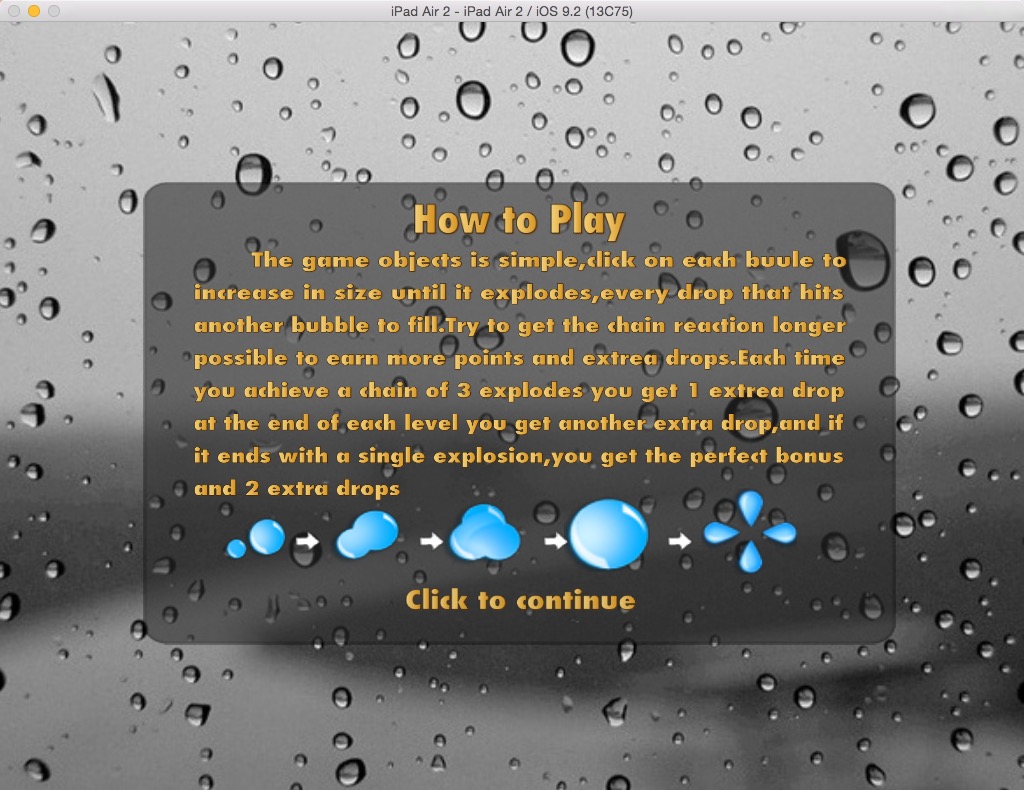 iPad Air 2 - iPad Air 2 / iOS 9.2 (13C75)
How to Play
The game objects is simple,click on each buule to
increase in size until it explodes,every drop that hits
another bubble to fill.Try to get the chain reaction longer
possible to earn more points and extrea drops.Each time
you achieve a chain of 3 explodes you get 1 extrea drop
at the end of each level you get another extra drop,and if
it ends with a single explosion,you get the perfect bonus
and 2 extra drops
Click to continue